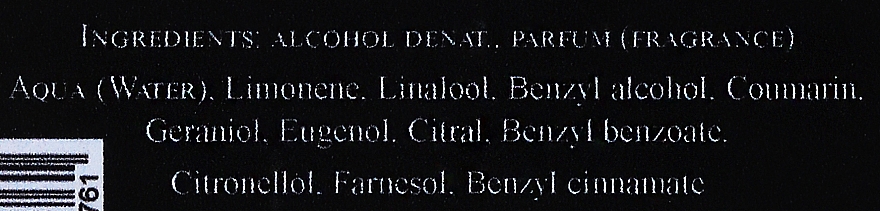 INGREDIENTS: ALCOHOL DENAT., PARFUM (FRAGRANCE)
AQUA (WATER), Limonene, Linalool, Benzyl alcohol, Coumarin,
Geraniol, Eugenol, Citral, Benzyl benzoate,
Citronellol, Farnesol, Benzyl cinnamate
761